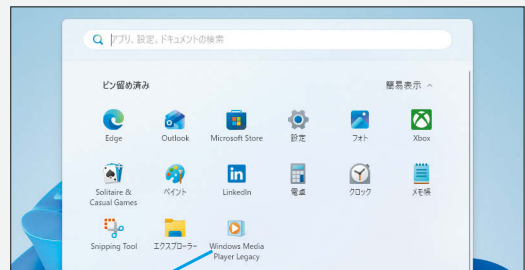 アプリ、設定、ドキュメントの検索
ピン留め済み
簡易表示
Edge
Outlook
Microsoft Store
設定
フォト
Xbox
Solitaire &
Casual Games
ペイント
LinkedIn
電卓
クロック
メモ帳
Snipping Tool
エクスプローラー
Windows Media
Player Legacy